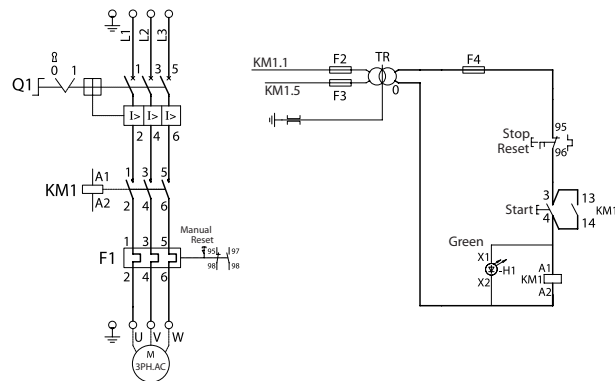 L1 L2 L3
0 1
Q1
1 3 5
I> I> I>
2 4 6
A1
KM1
A2
1 3 5
2 4 6
Manual
Reset
F1
1 3 5
95 97
98 98
2 4 6
U V W
M
3PH.AC
KM1.1 F2 TR F4
KM1.5 F3 0
Stop
Reset
95
96
Start
3 13
KM1
4 14
Green
X1
-H1
X2
A1
KM1
A2